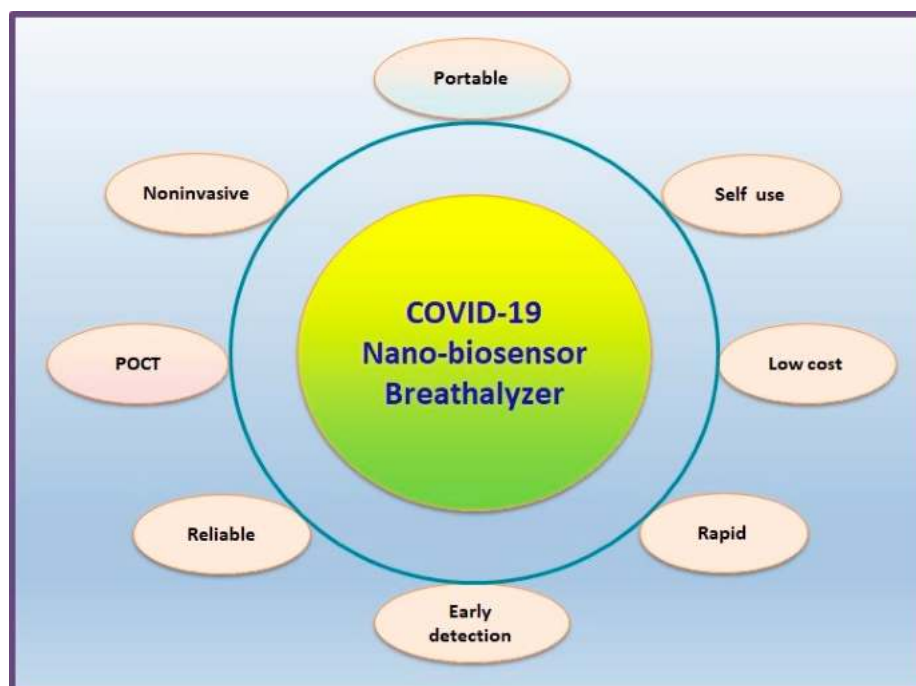 Portable
Noninvasive
Self use
COVID-19
Nano-biosensor
Breathalyzer
POCT
Low cost
Reliable
Rapid
Early
detection